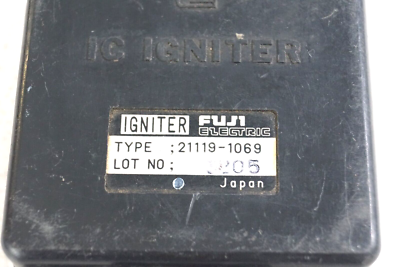 IC IGNITER
IGNITER FUJI ELECTRIC
TYPE ;21119-1069
LOT NO;
Japan